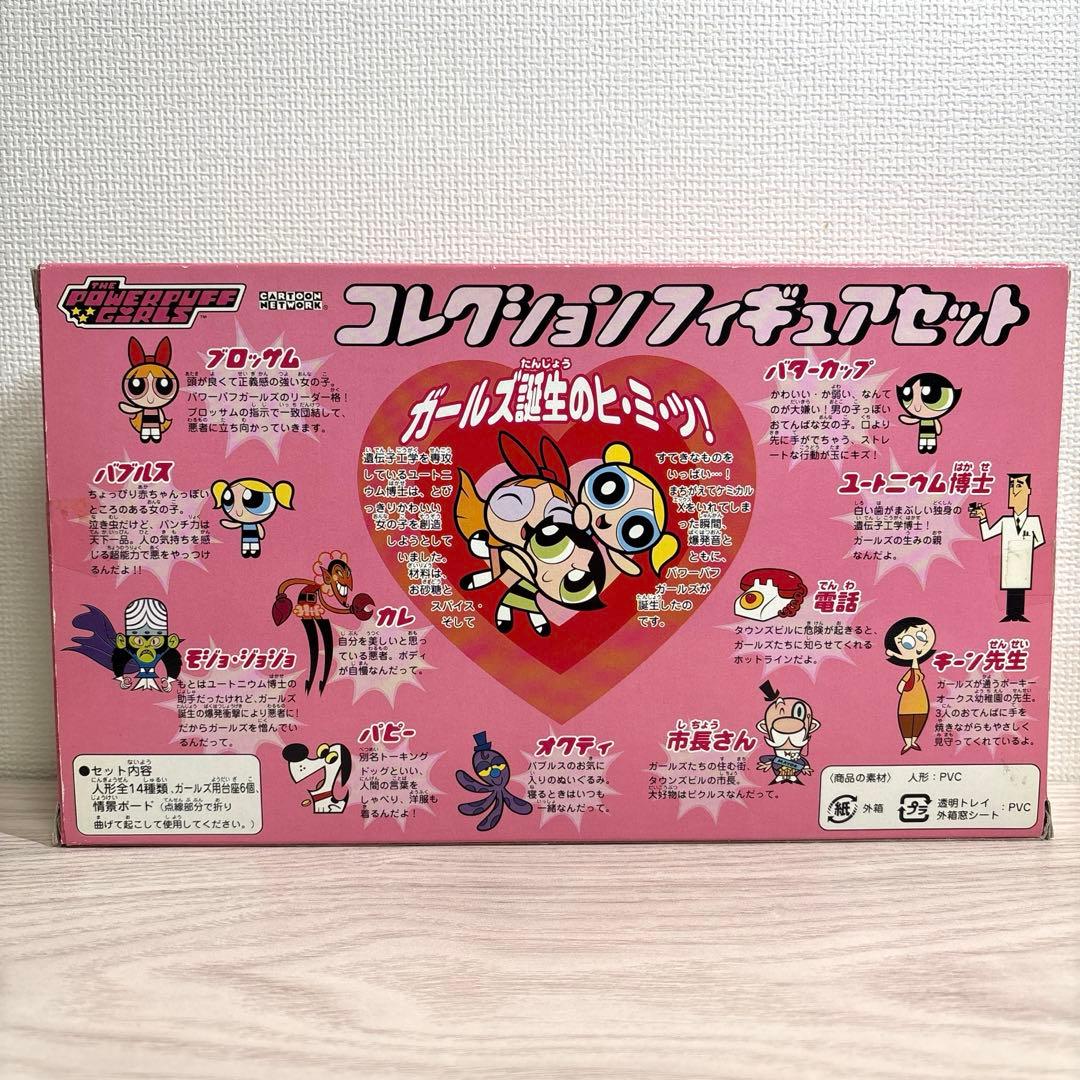 THE
POWERPUFF
GIRLS™
CARTOON
NETWORK®
コレクションフィギュアセット
ブロッサム
頭が良くて正義感の強い女の子。
パワーパフガールズのリーダー格!
ブロッサムの指示で一致団結して、
悪者に立ち向かっていきます。
バブルス
ちょっぴり赤ちゃんっぽい
ところのある女の子。
泣き虫だけど、パンチ力は
天下一品。人の気持ちを感
じる超能力で悪をやっつけ
るんだよ!!
ガールズ誕生のヒ・ミ・ツ!
遺伝子工学を専攻
しているユートニ
ウム博士は、とび
っきりかわいい
女の子を創造
しようとして
いました。
材料は、
お砂糖と
スパイス・
そして
すてきなものを
いっぱい…!
まちがえてケミカル
Xをいれてしま
った瞬間、
爆発音と
ともに、
パワーパフ
ガールズが
誕生したの
です。
バターカップ
かわいい・か弱い、なんて
のが大嫌い!男の子っぽい
おてんばな女の子。口より
先に手がでちゃう、ストレ
ートな行動が玉にキズ!
ユートニウム博士
白い歯がまぶしい独身の
遺伝子工学博士!
ガールズの生みの親
なんだよ。
モジョ・ジョジョ
もとはユートニウム博士の
助手だったけれど、ガールズ
誕生の爆発衝撃により悪者に!
だからガールズを憎んでい
るんだって。
カレ
自分を美しいと思っ
ている悪者。ボディ
が自慢なんだって。
電話
タウンズビルに危険が起きると、
ガールズたちに知らせてくれる
ホットラインだよ。
キーン先生
ガールズが通うポーキー
オークス幼稚園の先生。
3人のおてんばに手を
焼きながらもやさしく
見守ってくれているよ。
パピー
別名トーキング
ドッグといい、
人間の言葉を
しゃべり、洋服も
着るんだよ!
オクティ
バブルスのお気に
入りのぬいぐるみ。
寝るときはいつも
一緒なんだって。
市長さん
ガールズたちの住む街、
タウンズビルの市長。
大好物はピクルスなんだって。
●セット内容
人形全14種類、ガールズ用台座6個、
情景ボード(点線部分で折り
曲げて起こして使用してください。)
〈商品の素材〉 人形:PVC
紙 外箱
プラ 透明トレイ
外箱窓シート :PVC